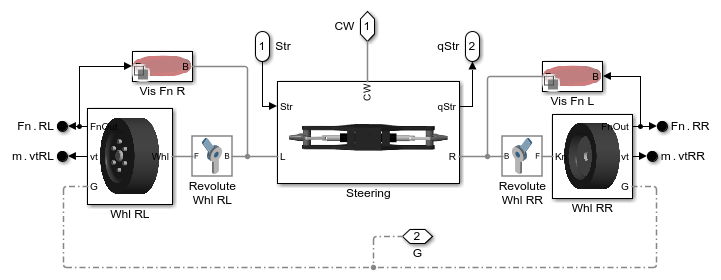 CW
1
1
Str
qStr
2
B
Vis Fn R
B
Vis Fn L
CW
Str
qStr
L
R
Steering
Fn.RL
FnOut
m.vtRL
vt
G
Whl
Whl RL
F
B
Revolute
Whl RL
B
F
Revolute
Whl RR
FnOut
Fn.RR
vt
m.vtRR
G
Whl RR
2
G